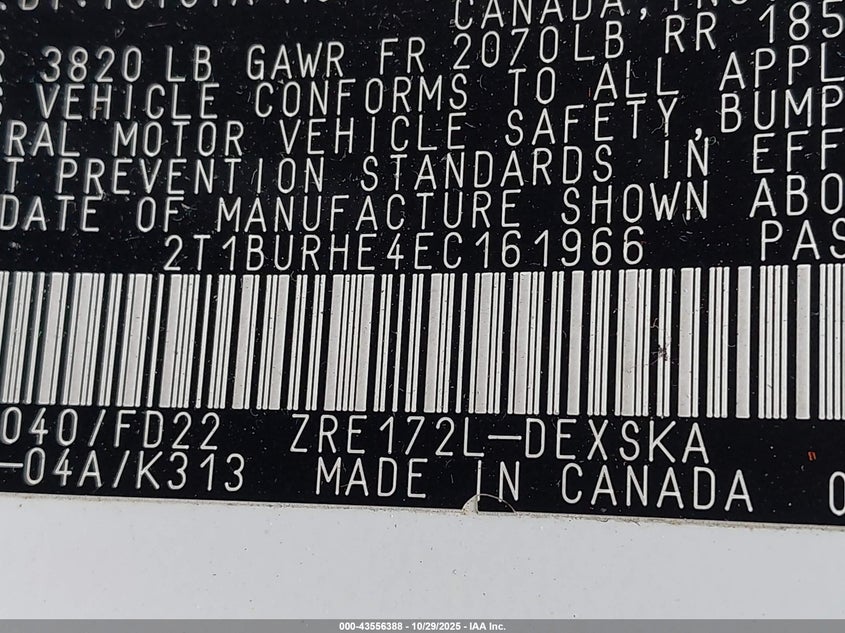 CANADA, INC
3820 LB GAWR FR 2070LB RR 185
VEHICLE CONFORMS TO ALL APPL
RAL MOTOR VEHICLE SAFETY, BUMP
T PREVENTION STANDARDS IN EFF
DATE OF MANUFACTURE SHOWN ABO
2T1BURHE4EC161966 PAS
040/FD22 ZRE172L-DEXSKA
-04A/K313 MADE IN CANADA
000-43556388 - 10/29/2025 - IAA Inc.